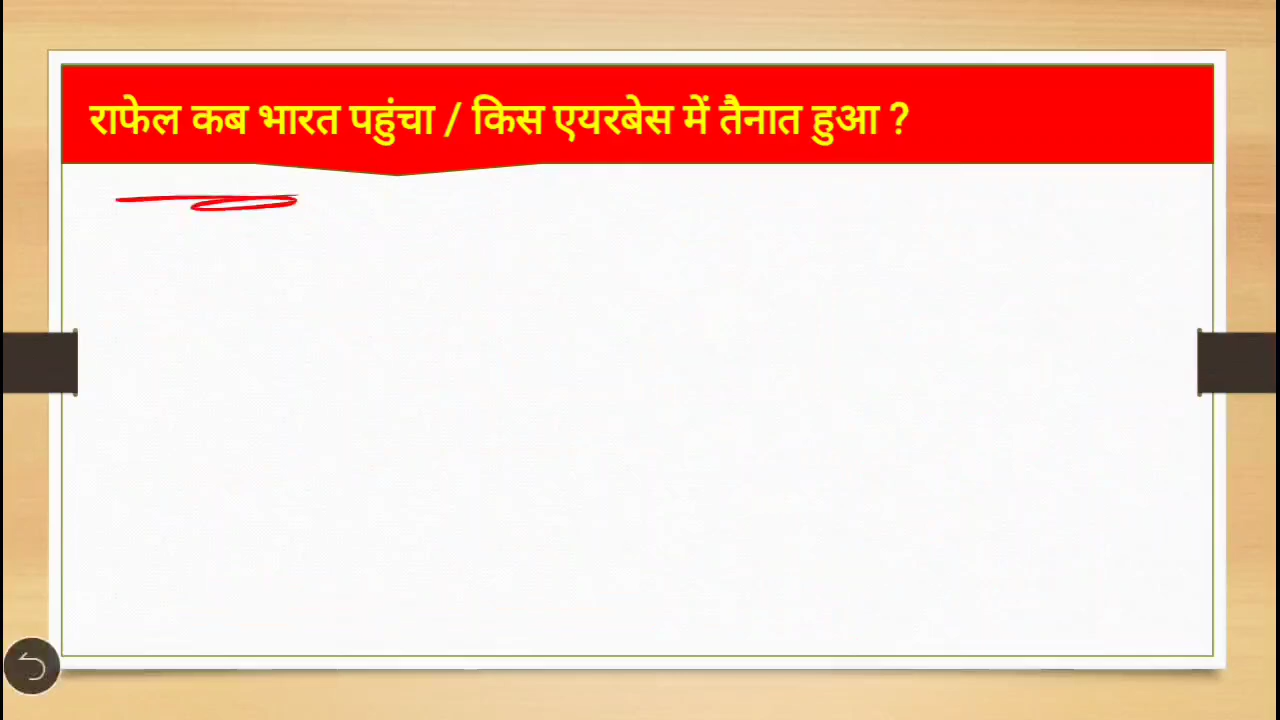 राफेल कब भारत पहुंचा / किस एयरबेस में तैनात हुआ ?